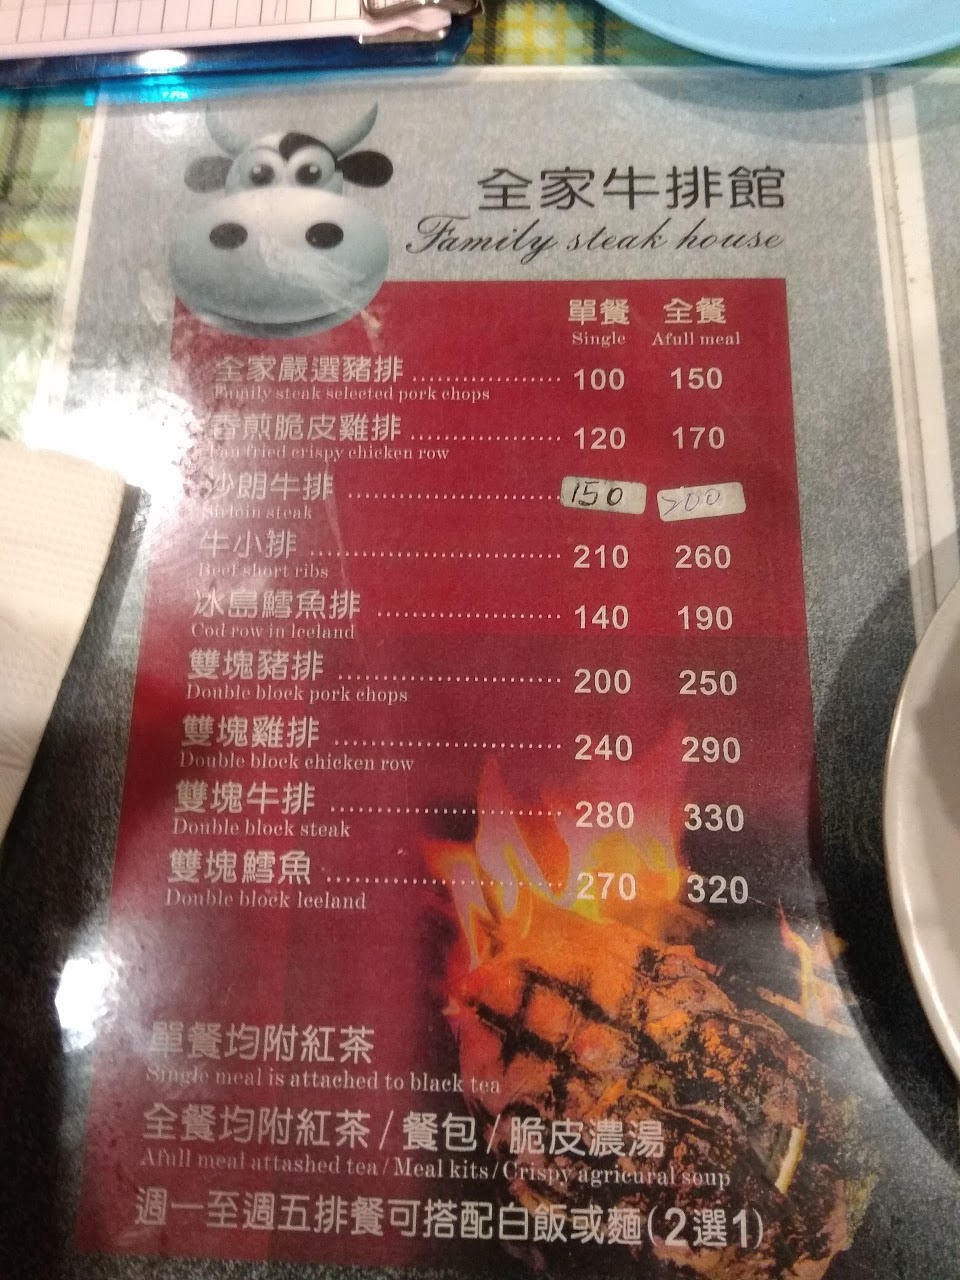 全家牛排館
Family steak house
單餐 全餐
Single Afull meal
全家嚴選豬排 100 150
Family steak selected pork chops
香煎脆皮雞排 120 170
Pan fried crispy chicken row
沙朗牛排 150 200
Sirloin steak
牛小排 210 260
Beef short ribs
冰島鱈魚排 140 190
Cod row in Iceland
雙塊豬排 200 250
Double block pork chops
雙塊雞排 240 290
Double block chicken row
雙塊牛排 280 330
Double block steak
雙塊鱈魚 270 320
Double block Iceland
單餐均附紅茶
Single meal is attached to black tea
全餐均附紅茶/餐包/脆皮濃湯
Afull meal attashed tea/Meal kits/Crispy agricural soup
週一至週五排餐可搭配白飯或麵(2選1)